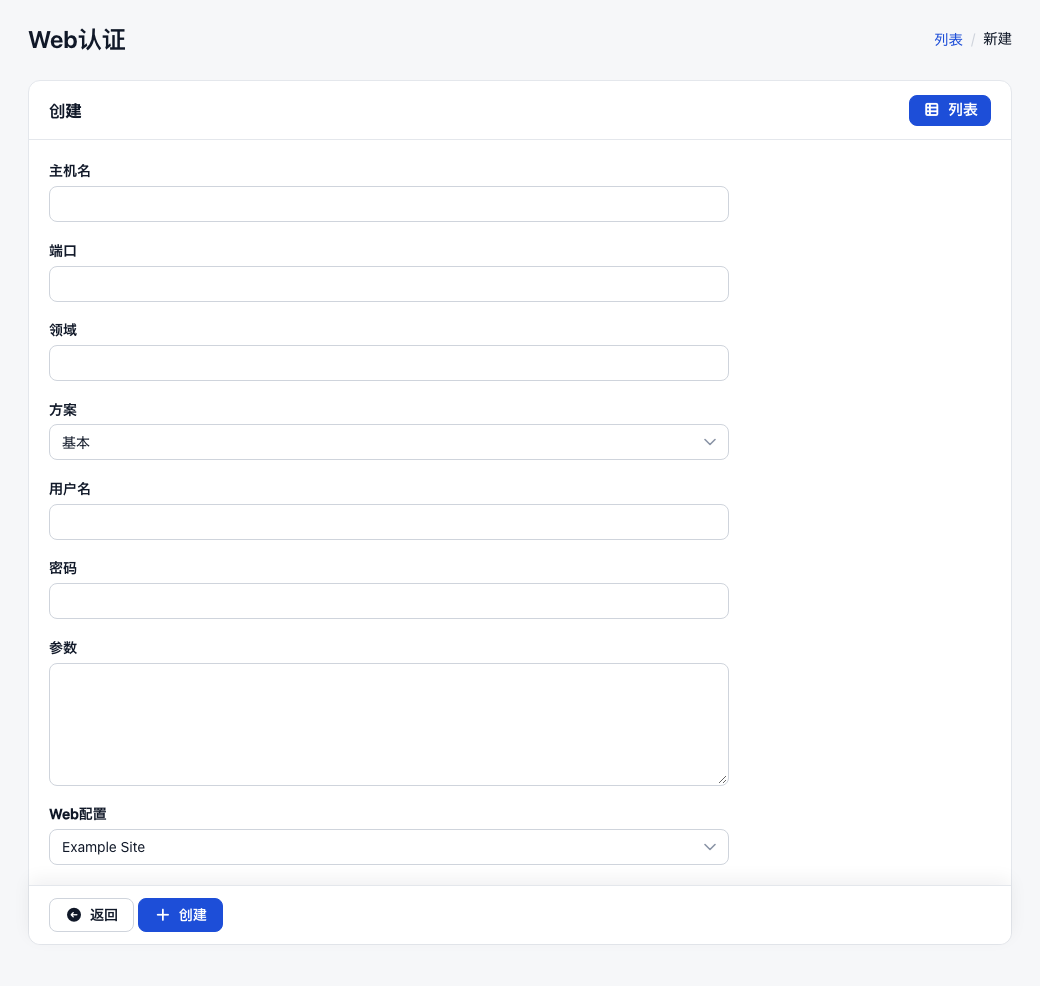 Web认证
列表 / 新建
创建
列表
主机名
端口
领域
方案
基本
用户名
密码
参数
Web配置
Example Site
返回
创建